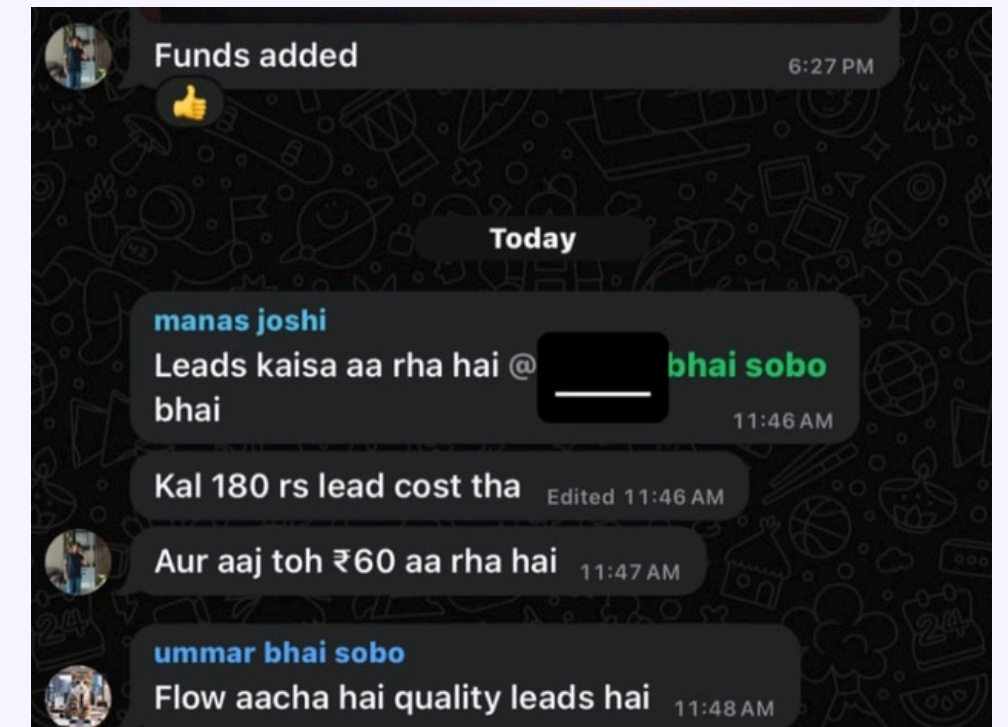 Funds added
6:27 PM
Today
manas joshi
Leads kaisa aa rha hai @ bhai sobo
bhai
11:46 AM
Kal 180 rs lead cost tha
Edited 11:46 AM
Aur aaj toh ₹60 aa rha hai
11:47 AM
ummar bhai sobo
Flow aacha hai quality leads hai
11:48 AM